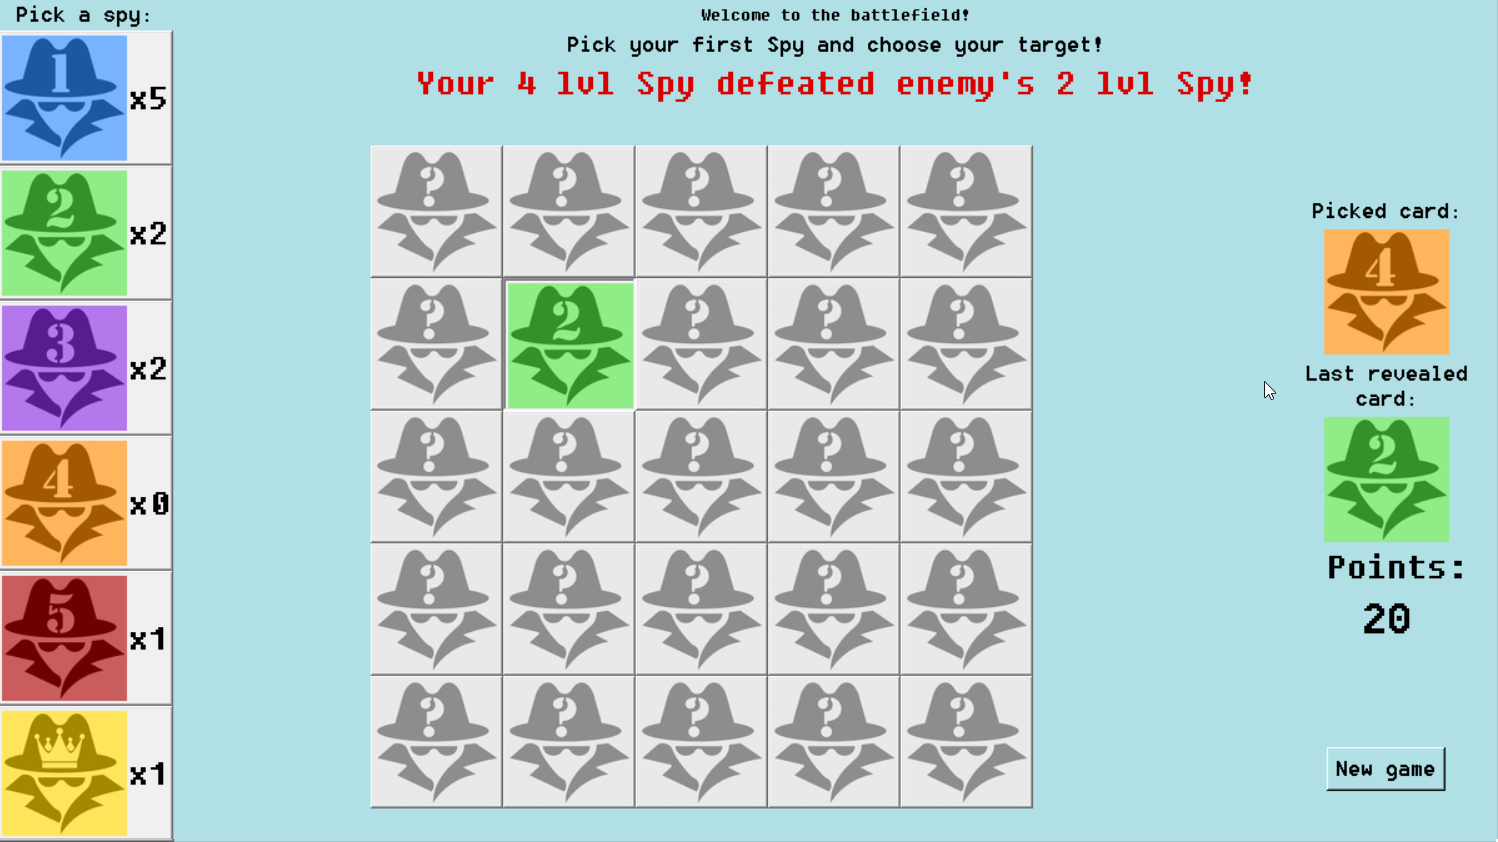 Pick a spy:
Welcome to the battlefield!
Pick your first Spy and choose your target!
Your 4 lvl Spy defeated enemy's 2 lvl Spy!
1 x5
2 x2
3 x2
4 x0
5 x1
x1
? ? ? ? ?
? 2 ? ? ?
? ? ? ? ?
? ? ? ? ?
? ? ? ? ?
Picked card:
4
Last revealed
card:
2
Points:
20
New game